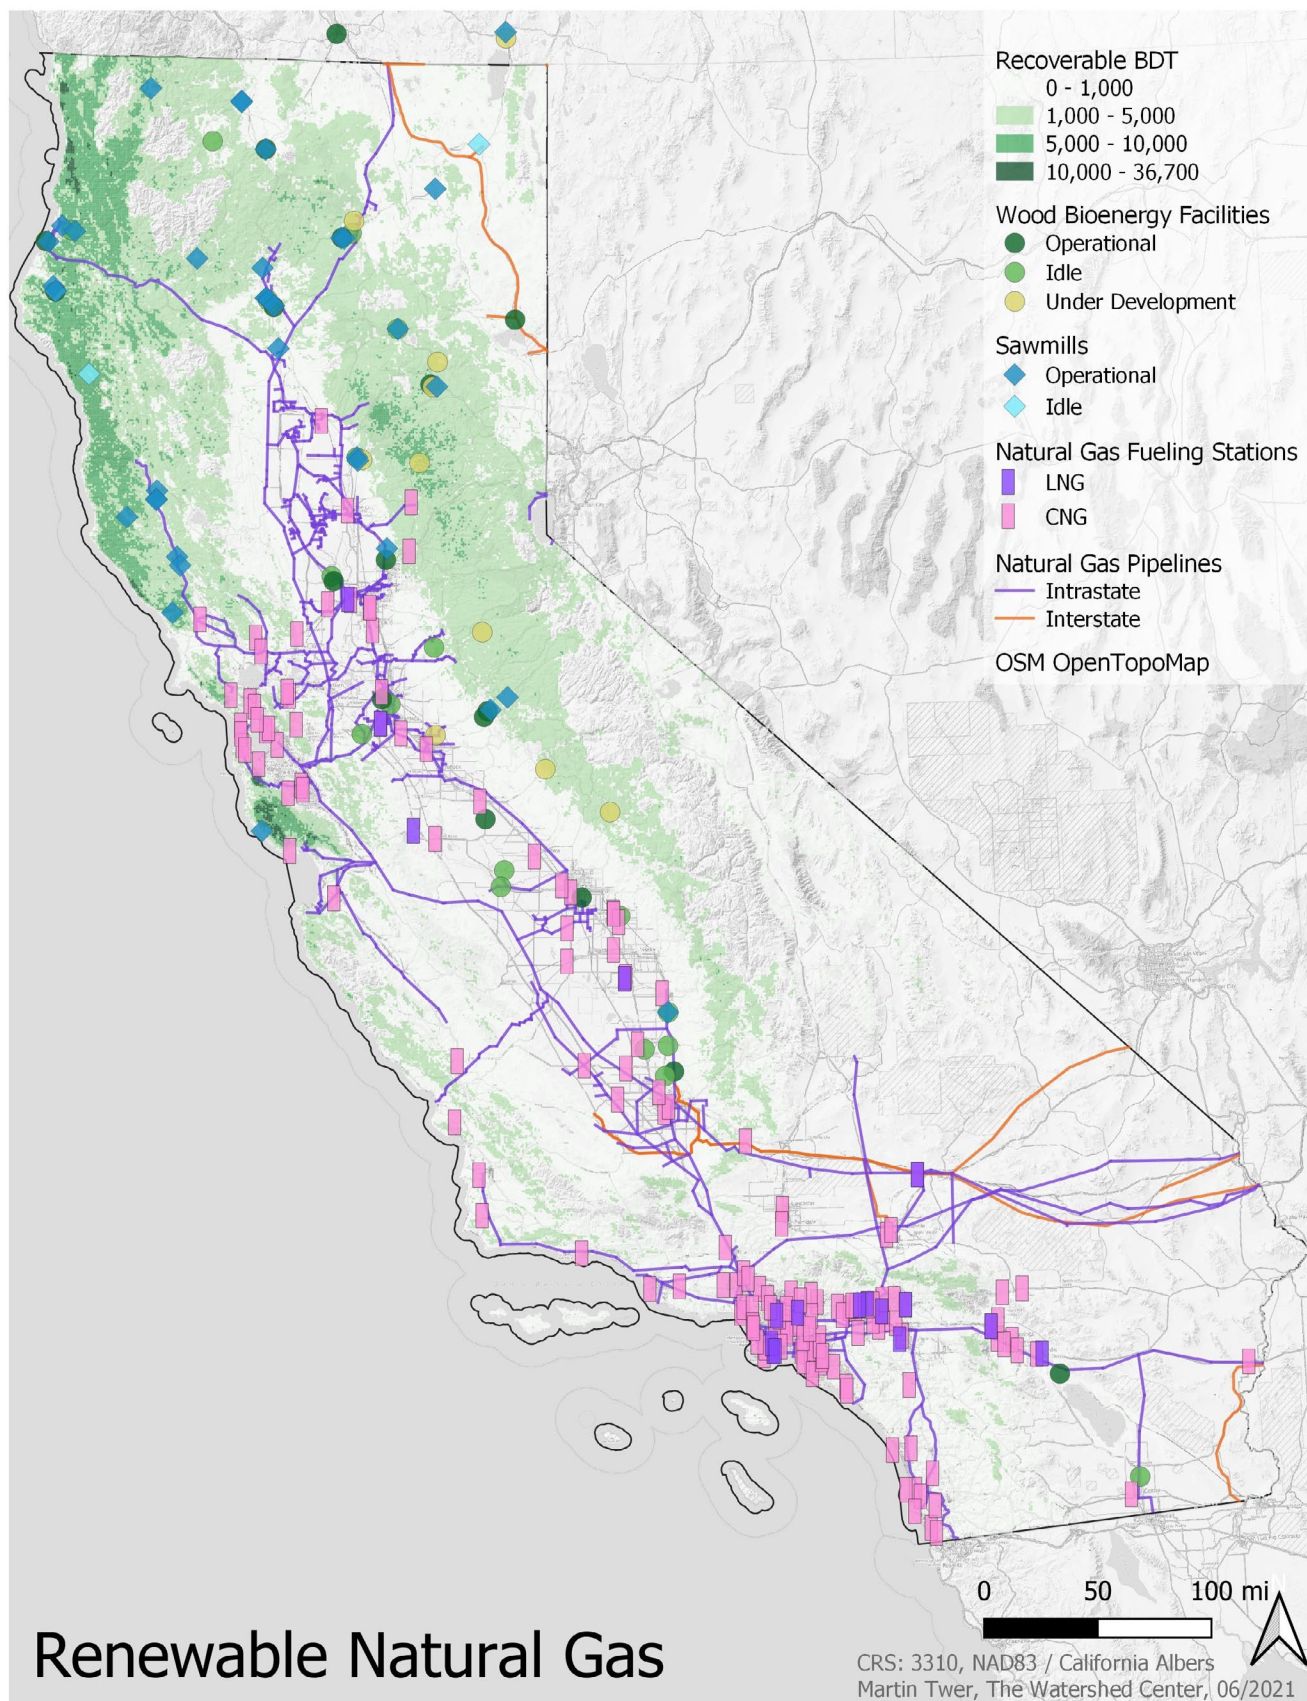 Recoverable BDT
0 - 1,000
1,000 - 5,000
5,000 - 10,000
10,000 - 36,700
Wood Bioenergy Facilities
Operational
Idle
Under Development
Sawmills
Operational
Idle
Natural Gas Fueling Stations
LNG
CNG
Natural Gas Pipelines
Intrastate
Interstate
OSM OpenTopoMap
0 50 100 mi
N
Renewable Natural Gas
CRS: 3310, NAD83 / California Albers
Martin Twer, The Watershed Center, 06/2021